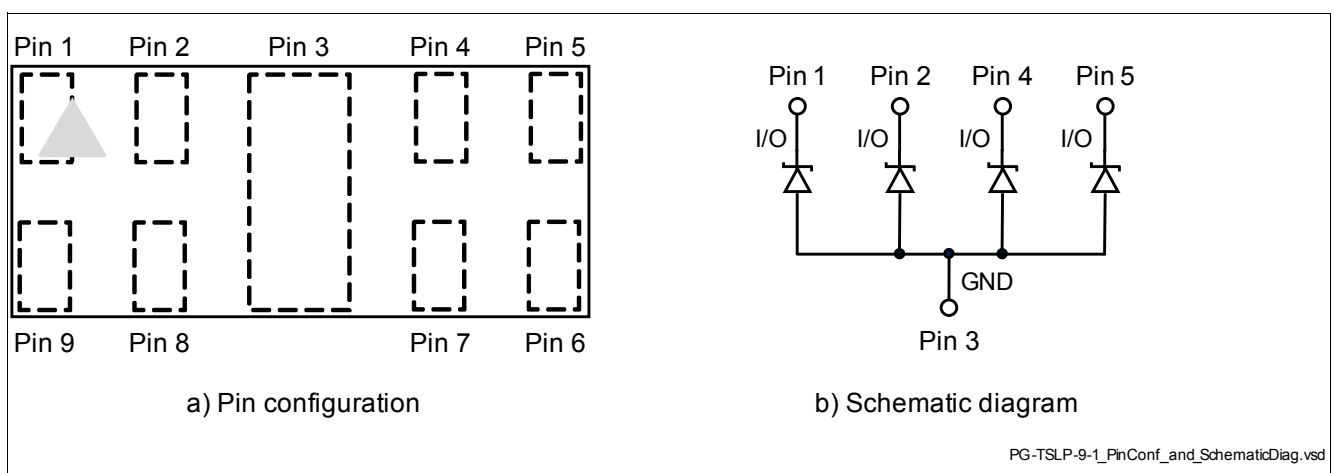 Pin 1 Pin 2 Pin 3 Pin 4 Pin 5
Pin 9 Pin 8 Pin 7 Pin 6
a) Pin configuration
Pin 1 Pin 2 Pin 4 Pin 5
I/O I/O I/O I/O
GND
Pin 3
b) Schematic diagram
PG-TSLP-9-1_PinConf_and_SchematicDiag.vsd